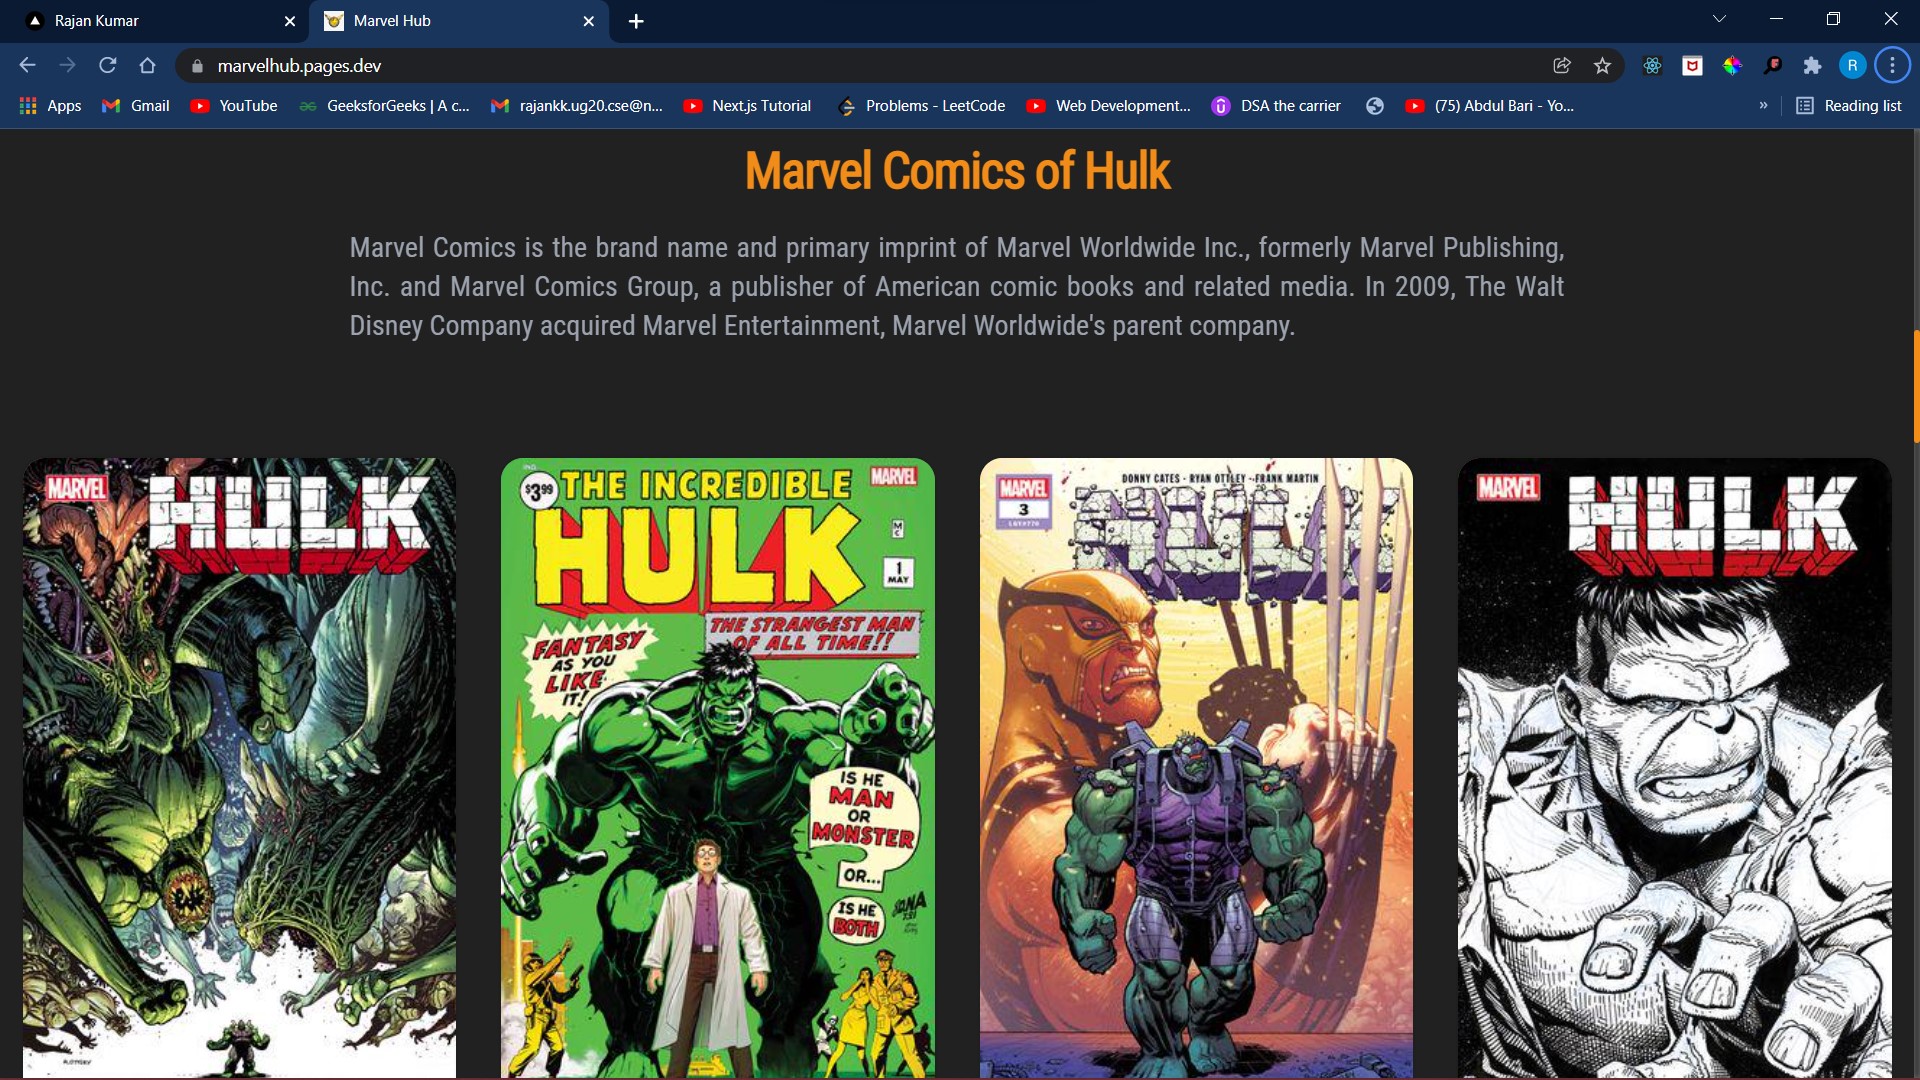 Rajan Kumar
Marvel Hub
marvelhub.pages.dev
R
Apps
Gmail
YouTube
GeeksforGeeks | A c...
rajankk.ug20.cse@n...
Next.js Tutorial
Problems - LeetCode
Web Development...
DSA the carrier
(75) Abdul Bari - Yo...
»
Reading list
Marvel Comics of Hulk
Marvel Comics is the brand name and primary imprint of Marvel Worldwide Inc., formerly Marvel Publishing,
Inc. and Marvel Comics Group, a publisher of American comic books and related media. In 2009, The Walt
Disney Company acquired Marvel Entertainment, Marvel Worldwide's parent company.
MARVEL
HULK
$3.99
THE INCREDIBLE
MARVEL
HULK
MC
1
MAY
THE STRANGEST MAN
OF ALL TIME!!
FANTASY
AS YOU
LIKE
IT!
IS HE
MAN
OR
MONSTER
OR...
IS HE
BOTH
DONNY CATES • RYAN OTTLEY • FRANK MARTIN
MARVEL
3
HULK
MARVEL
HULK